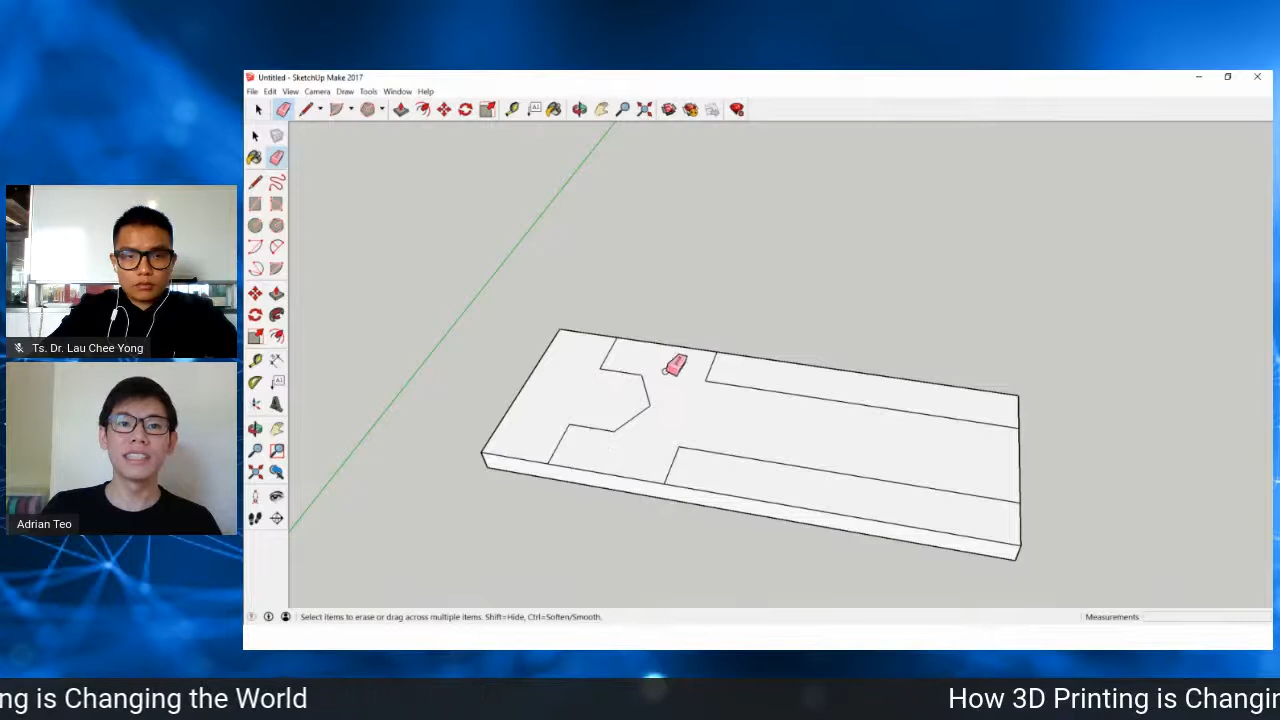 Untitled - SketchUp Make 2017
File Edit View Camera Draw Tools Window Help
Ts. Dr. Lau Chee Yong
Adrian Teo
Select items to erase or drag across multiple items. Shift=Hide, Ctrl=Soften/Smooth.
Measurements
ng is Changing the World
How 3D Printing is Changin